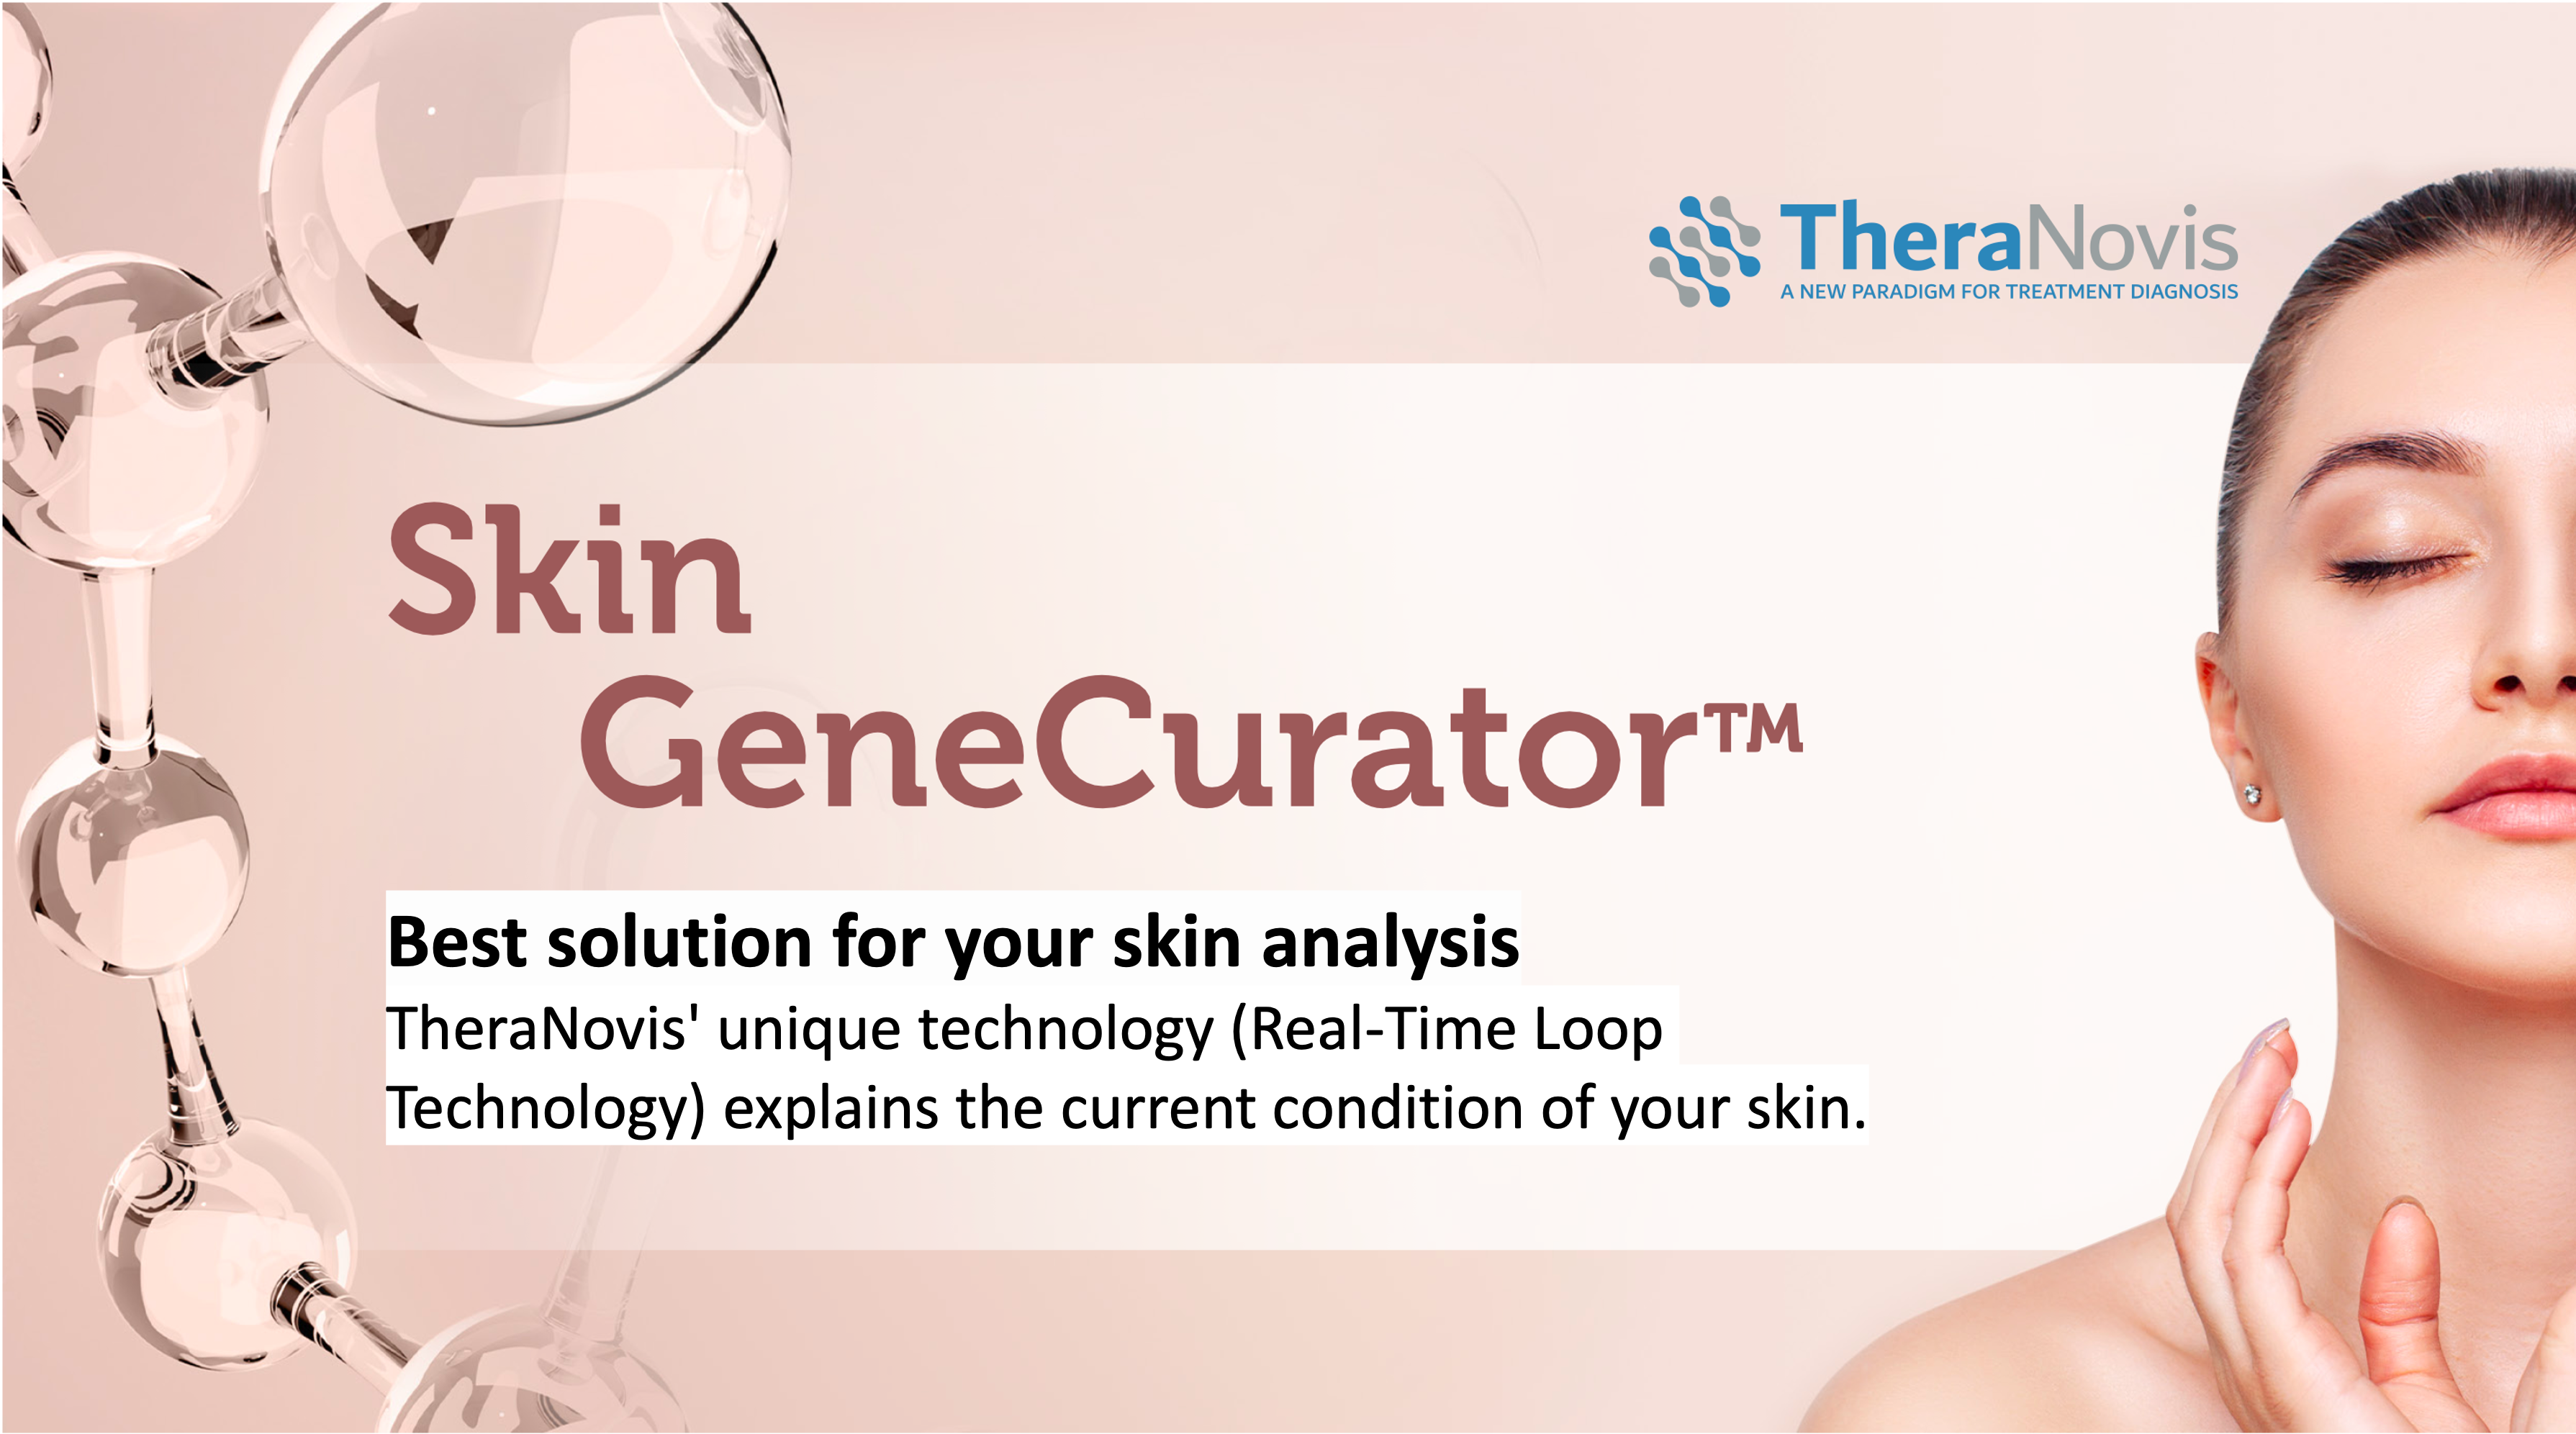 TheraNovis
A NEW PARADIGM FOR TREATMENT DIAGNOSIS
Skin
GeneCurator™
Best solution for your skin analysis
TheraNovis' unique technology (Real-Time Loop
Technology) explains the current condition of your skin.